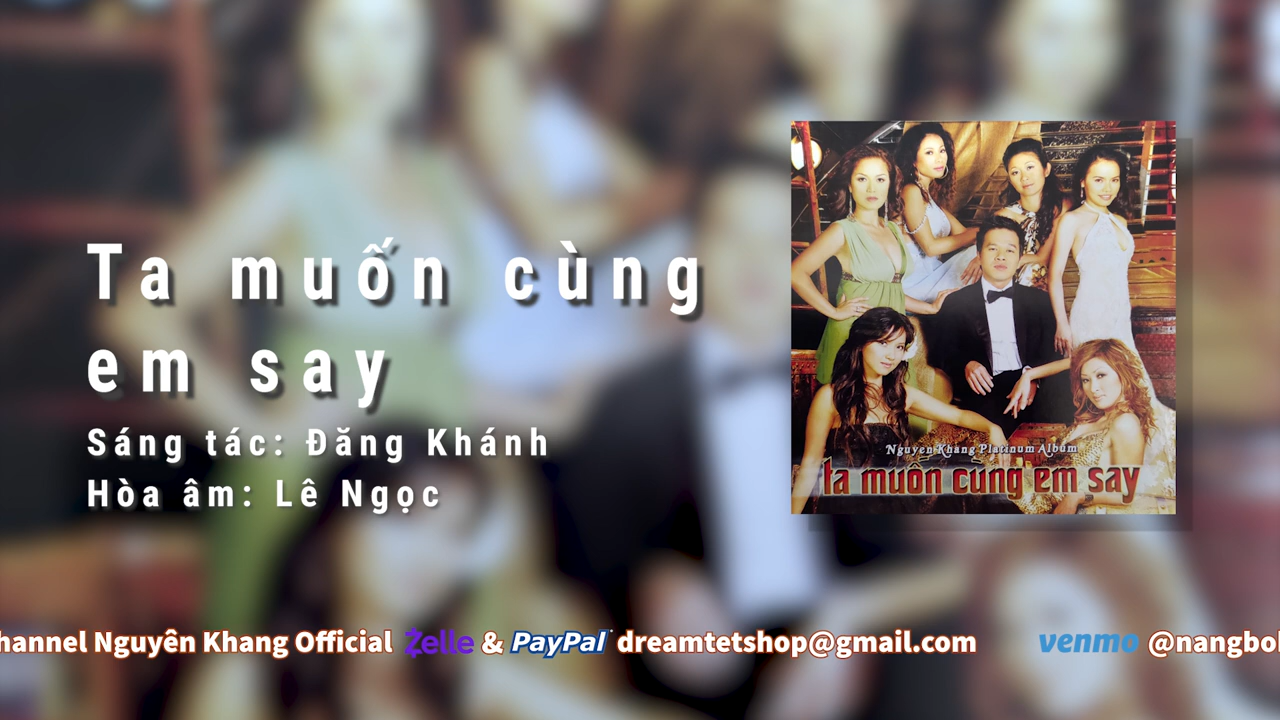 Ta muốn cùng
em say
Sáng tác: Đăng Khánh
Hòa âm: Lê Ngọc
Nguyen Khang Platinum Album
ta muốn cùng em say
hannel Nguyên Khang Official Zelle & PayPal dreamtetshop@gmail.com venmo